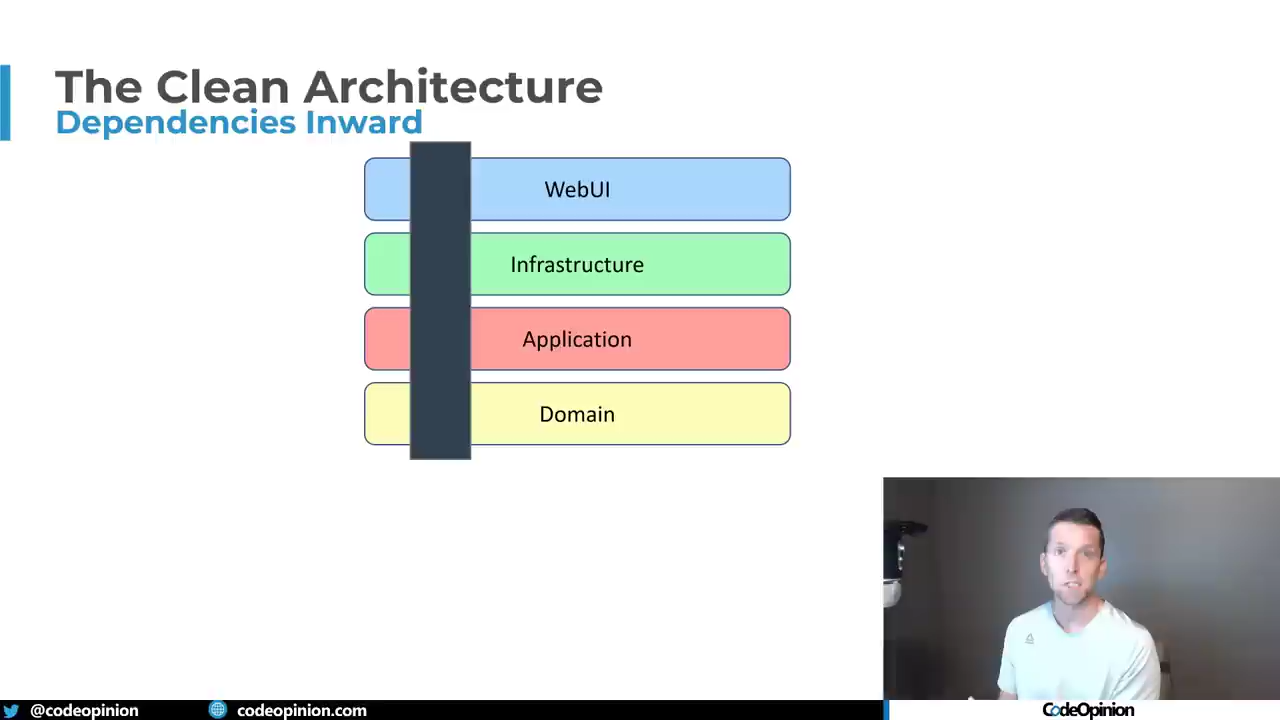 The Clean Architecture
Dependencies Inward
WebUI
Infrastructure
Application
Domain
@codeopinion
codeopinion.com
CodeOpinion